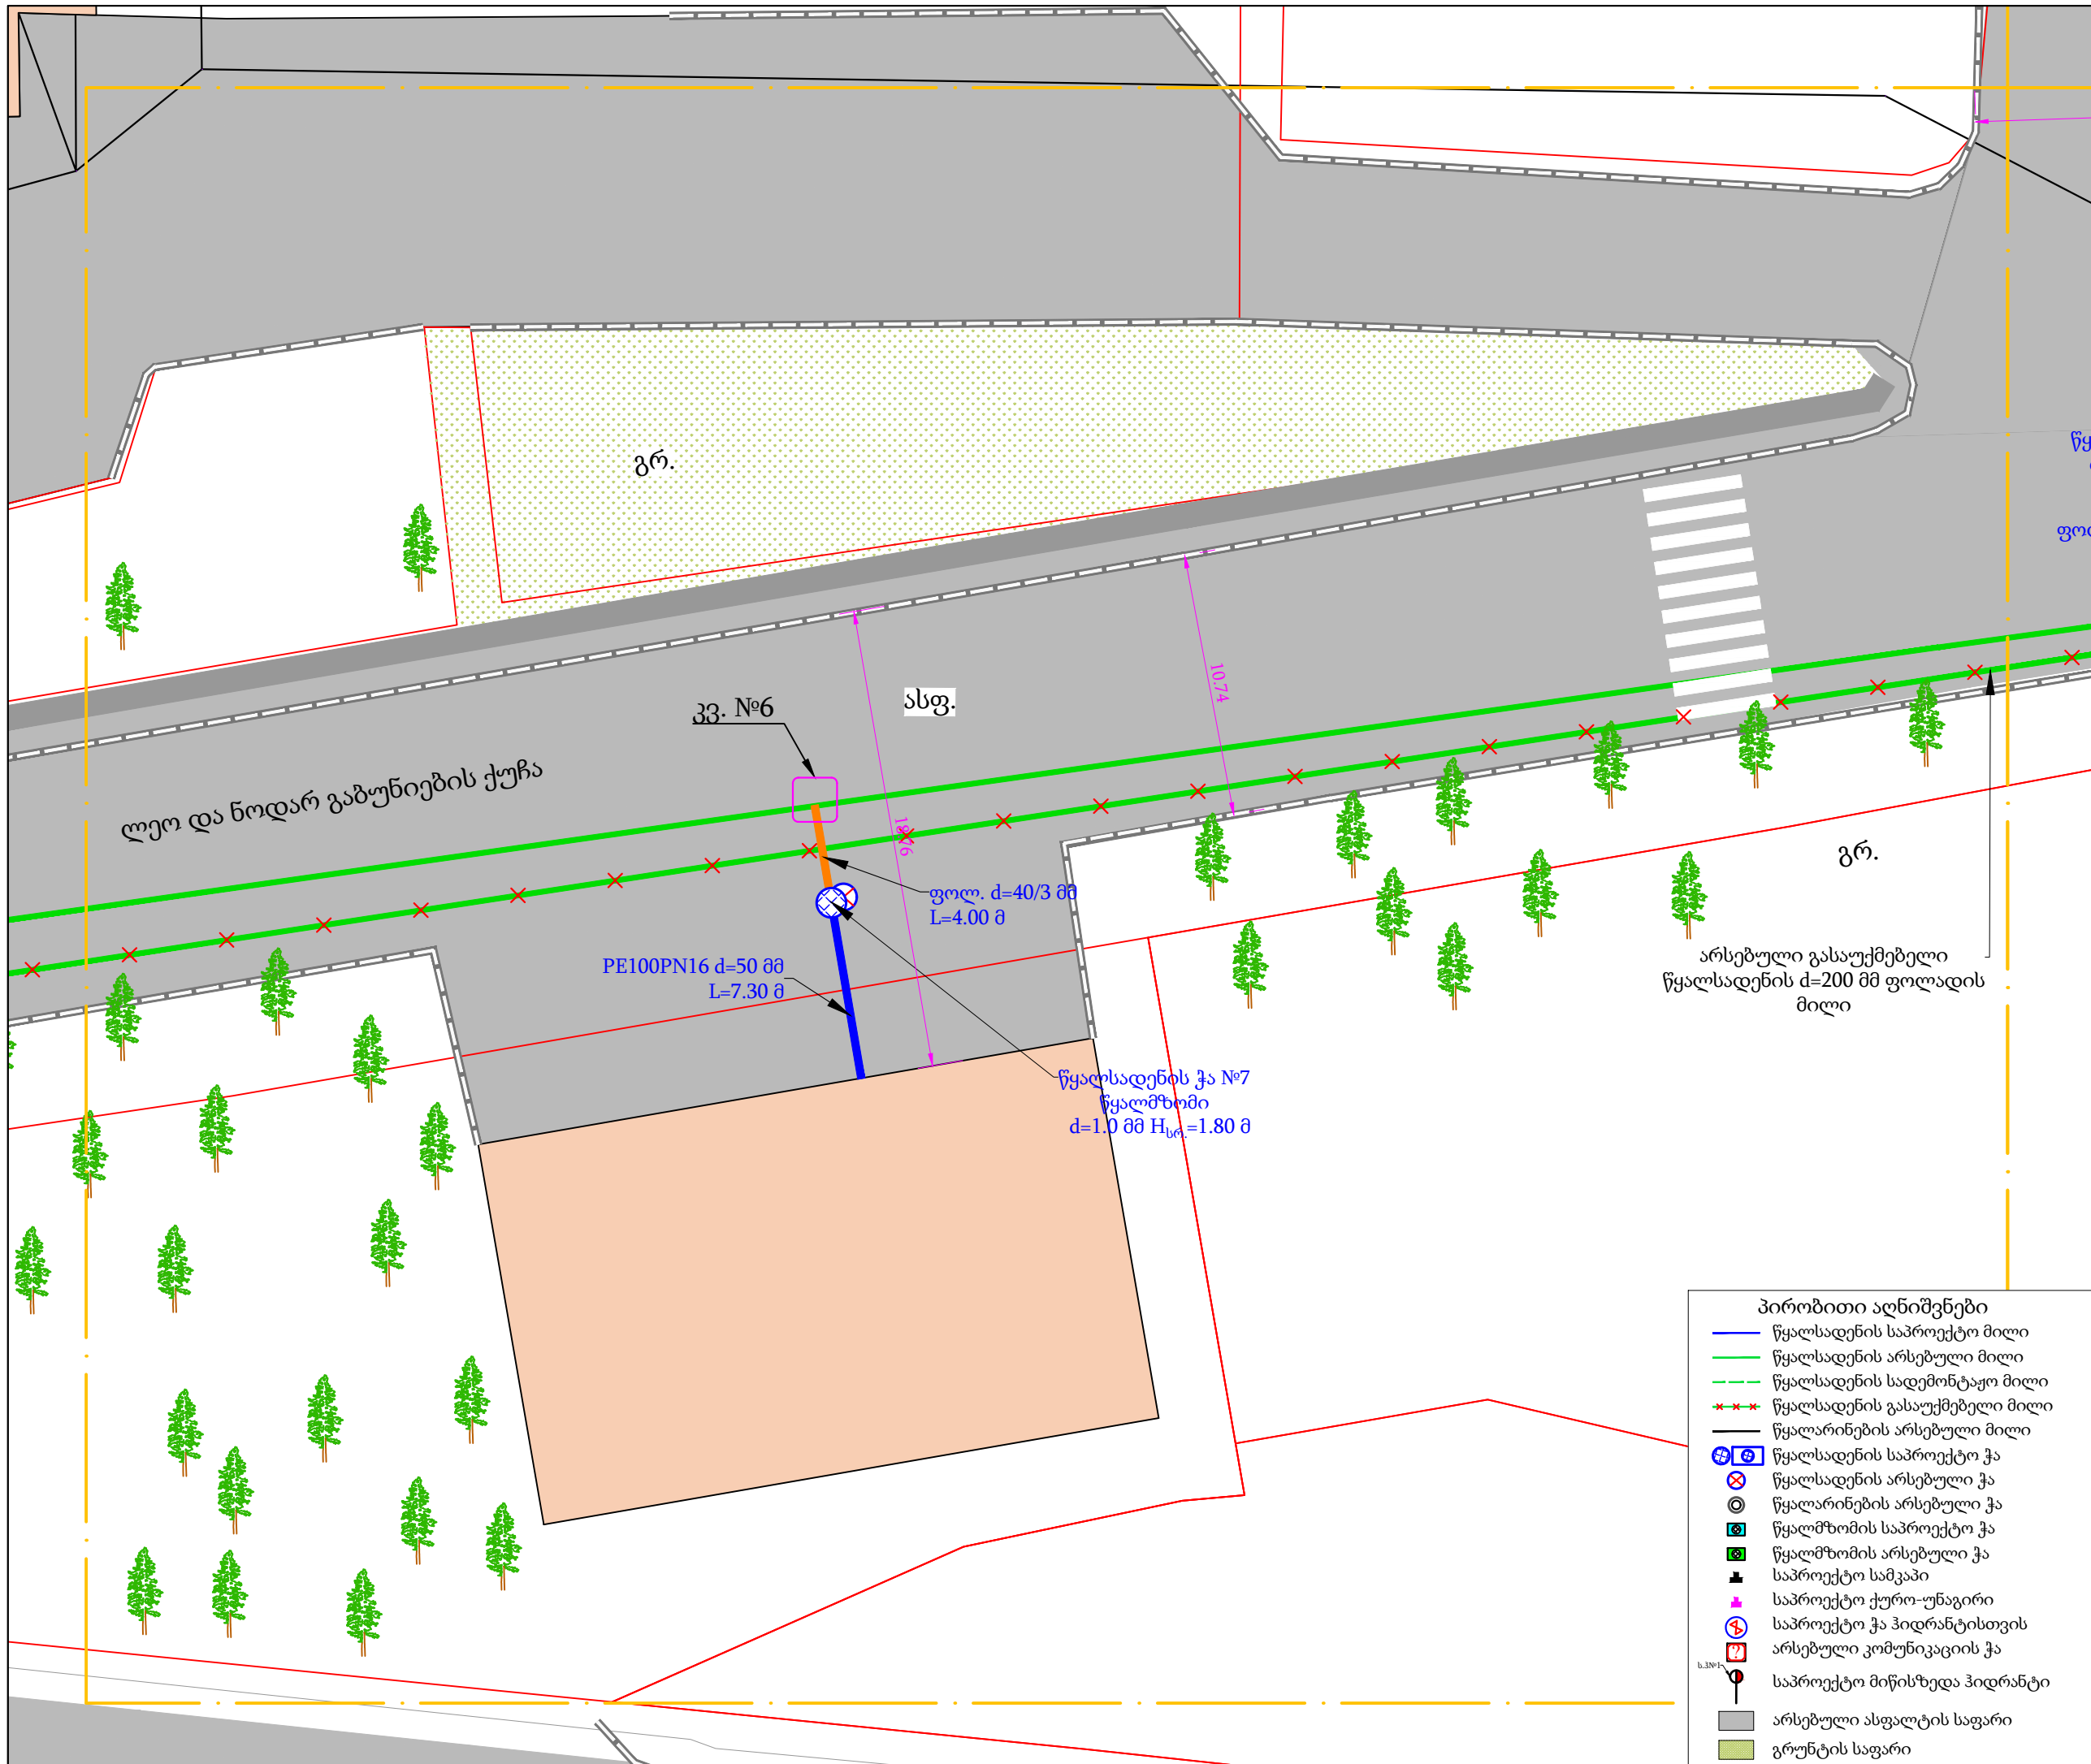 გრ.
კვ. №6
ასფ.
10.74
ლეო და ნოდარ გაბუნიების ქუჩა
ფოლ. d=40/3 მმ
L=4.00 მ
PE100PN16 d=50 მმ
L=7.30 მ
წყალსადენის ჭა №7
წყალმზომი
d=1.0 მმ Hსრ.=1.80 მ
გრ.
არსებული გასაუქმებელი
წყალსადენის d=200 მმ ფოლადის
მილი
პირობითი აღნიშვნები
წყალსადენის საპროექტო მილი
წყალსადენის არსებული მილი
წყალსადენის სადემონტაჟო მილი
წყალსადენის გასაუქმებელი მილი
წყალარინების არსებული მილი
წყალსადენის საპროექტო ჭა
წყალსადენის არსებული ჭა
წყალარინების არსებული ჭა
წყალმზომის საპროექტო ჭა
წყალმზომის არსებული ჭა
საპროექტო სამკაპი
საპროექტო ქურო-უნაგირი
საპროექტო ჭა ჰიდრანტისთვის
არსებული კომუნიკაციის ჭა
საპროექტო მიწისზედა ჰიდრანტი
არსებული ასფალტის საფარი
გრუნტის საფარი